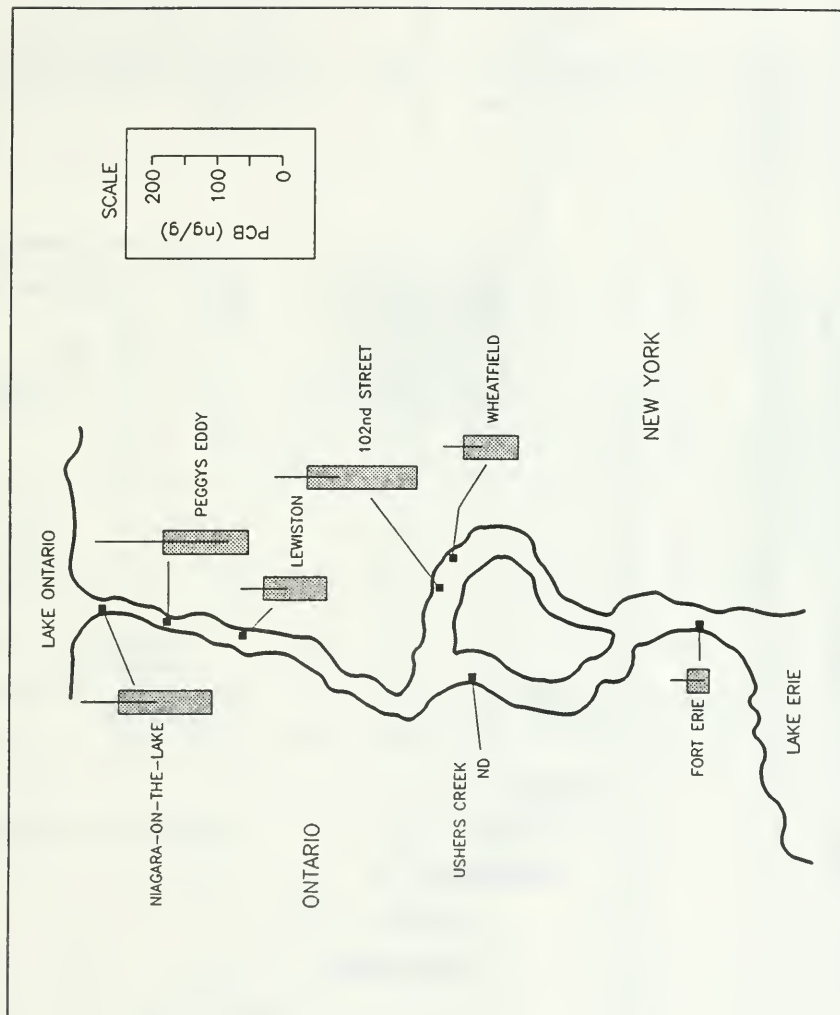 SCALE
200
100
0
PCB (ng/g)
LAKE ONTARIO
PEGGYS EDDY
LEWISTON
NIAGARA-ON-THE-LAKE
102nd STREET
WHEATFIELD
ONTARIO
USHERS CREEK
ND
NEW YORK
FORT ERIE
LAKE ERIE